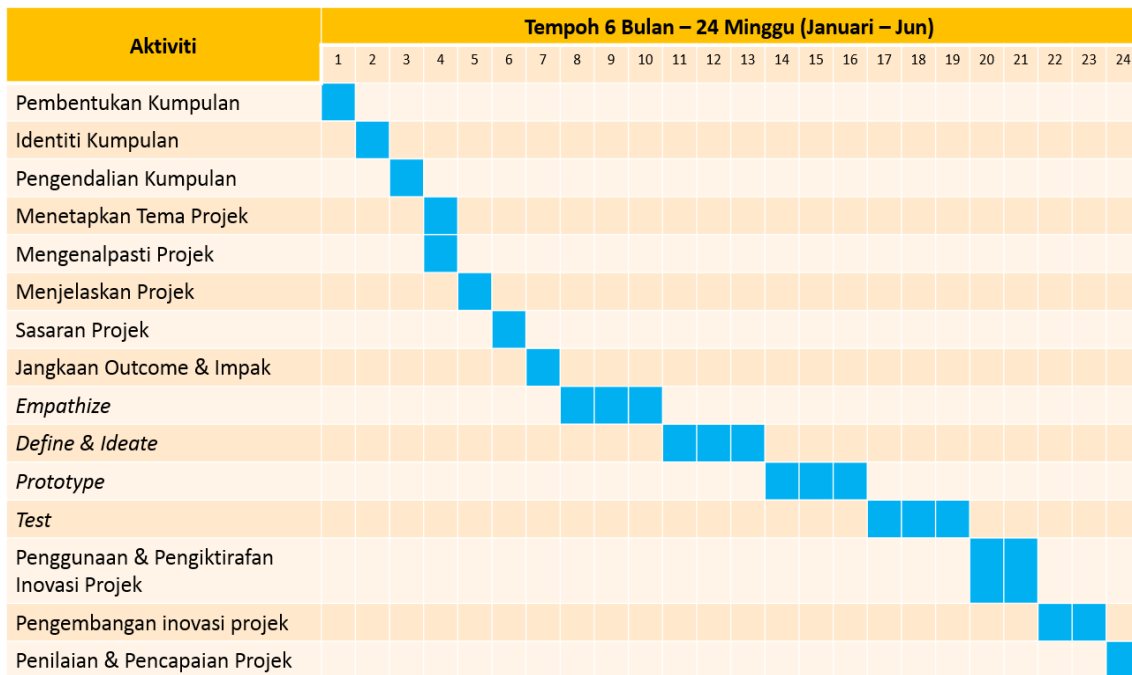 Aktiviti
Tempoh 6 Bulan – 24 Minggu (Januari – Jun)
1 2 3 4 5 6 7 8 9 10 11 12 13 14 15 16 17 18 19 20 21 22 23 24
Pembentukan Kumpulan
Identiti Kumpulan
Pengendalian Kumpulan
Menetapkan Tema Projek
Mengenalpasti Projek
Menjelaskan Projek
Sasaran Projek
Jangkaan Outcome & Impak
Empathize
Define & Ideate
Prototype
Test
Penggunaan & Pengiktirafan
Inovasi Projek
Pengembangan inovasi projek
Penilaian & Pencapaian Projek